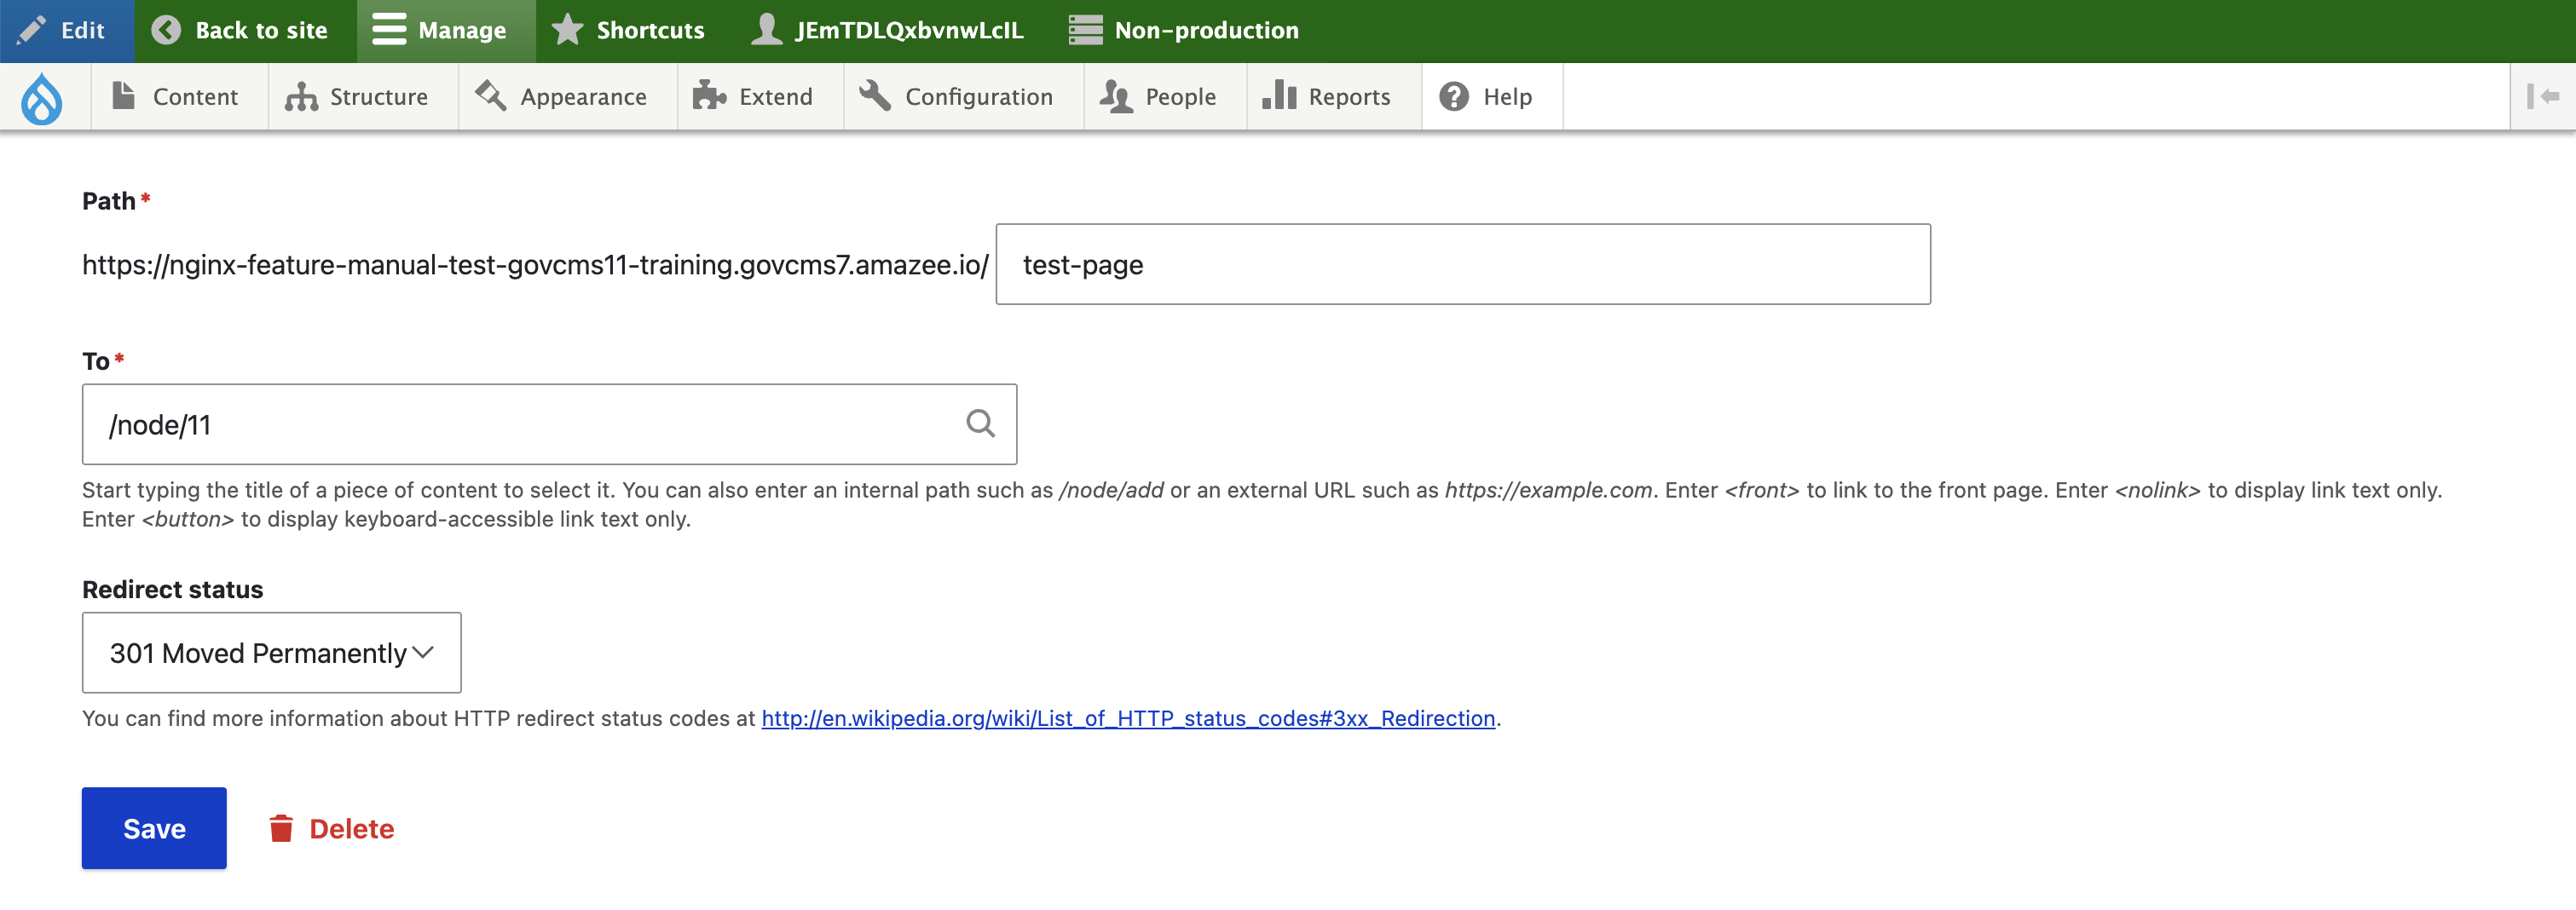 Edit Back to site Manage Shortcuts JEmTDLQxbvnwLcIL Non-production
Content Structure Appearance Extend Configuration People Reports Help
Path*
https://nginx-feature-manual-test-govcms11-training.govcms7.amazee.io/ test-page
To*
/node/11
Start typing the title of a piece of content to select it. You can also enter an internal path such as /node/add or an external URL such as https://example.com. Enter <front> to link to the front page. Enter <nolink> to display link text only.
Enter <button> to display keyboard-accessible link text only.
Redirect status
301 Moved Permanently
You can find more information about HTTP redirect status codes at http://en.wikipedia.org/wiki/List_of_HTTP_status_codes#3xx_Redirection.
Save Delete